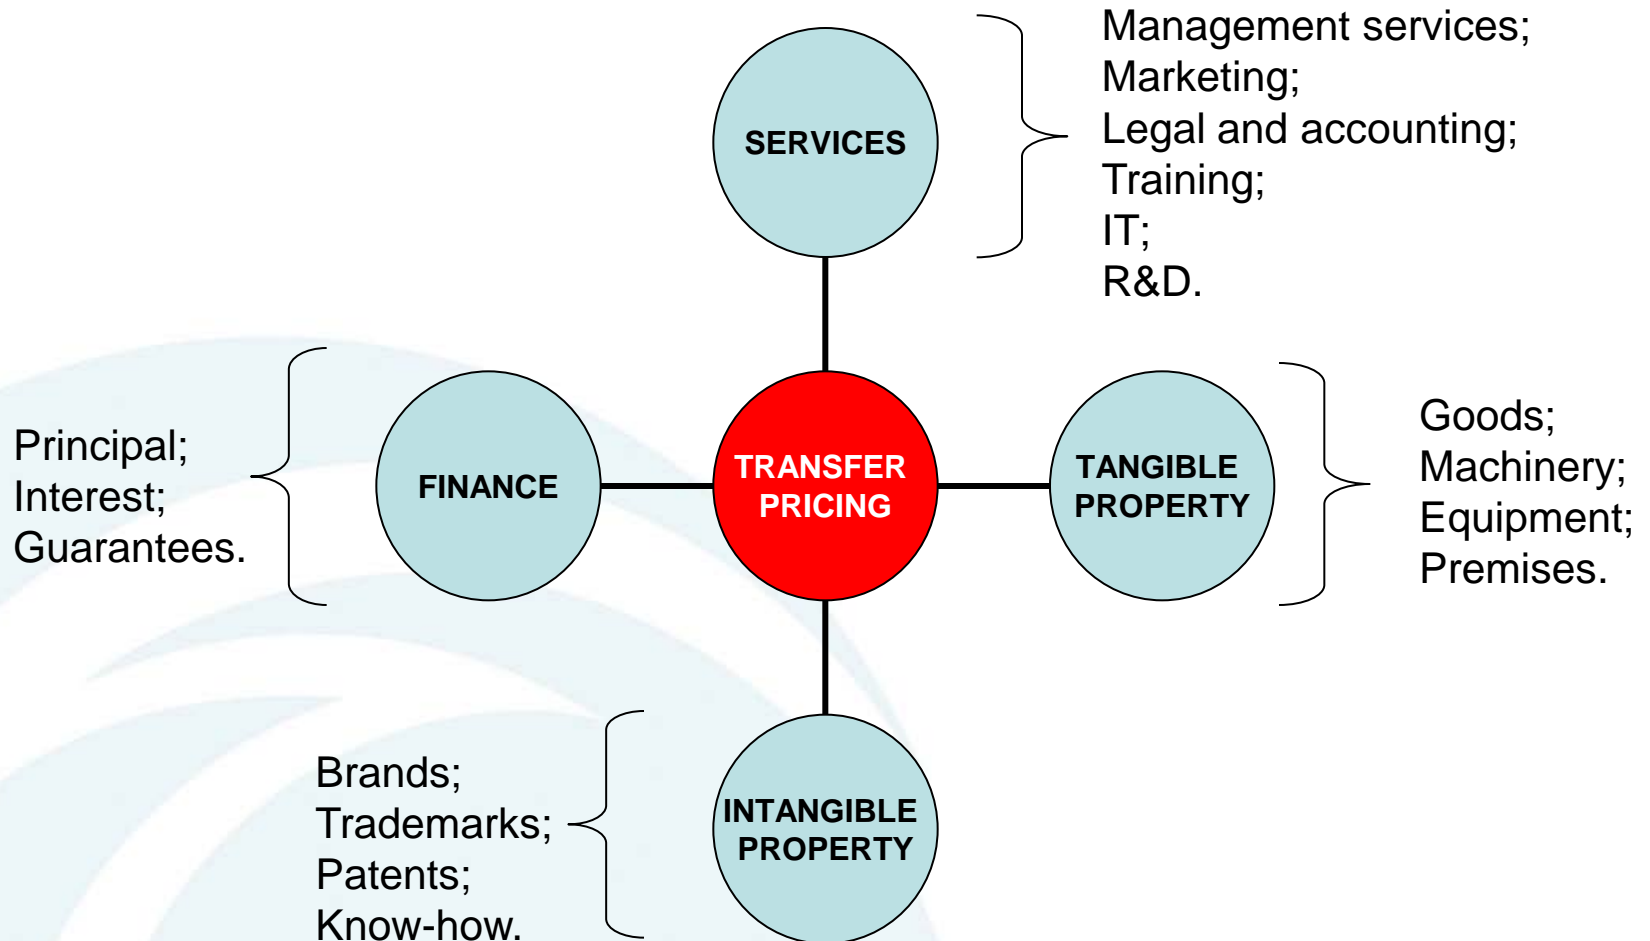 Management services;
Marketing;
Legal and accounting;
Training;
IT;
R&D.
SERVICES
Principal;
Interest;
Guarantees.
FINANCE
TRANSFER
PRICING
TANGIBLE
PROPERTY
Goods;
Machinery;
Equipment;
Premises.
Brands;
Trademarks;
Patents;
Know-how.
INTANGIBLE
PROPERTY